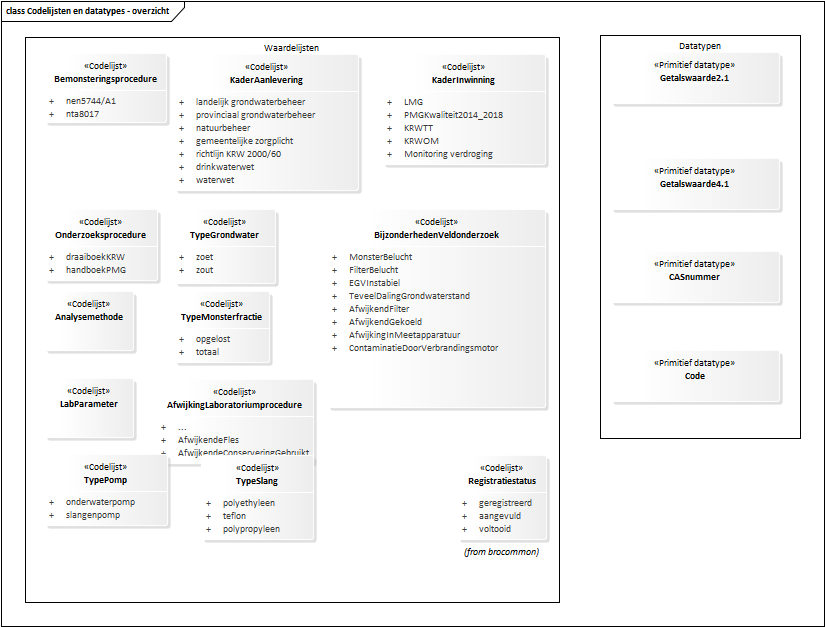 class Codelijsten en datatypes - overzicht
Waardelijsten
«Codelijst»
Bemonsteringsprocedure
+ nen5744/A1
+ nta8017
«Codelijst»
KaderAanlevering
+ landelijk grondwaterbeheer
+ provinciaal grondwaterbeheer
+ natuurbeheer
+ gemeentelijke zorgplicht
+ richtlijn KRW 2000/60
+ drinkwaterwet
+ waterwet
«Codelijst»
KaderInwinning
+ LMG
+ PMGKwaliteit2014_2018
+ KRWTT
+ KRWOM
+ Monitoring verdroging
«Codelijst»
Onderzoeksprocedure
+ draaiboekKRW
+ handboekPMG
«Codelijst»
TypeGrondwater
+ zoet
+ zout
«Codelijst»
BijzonderhedenVeldonderzoek
+ MonsterBelucht
+ FilterBelucht
+ EGVInstabiel
+ TeveelDalingGrondwaterstand
+ AfwijkendFilter
+ AfwijkendGekoeld
+ AfwijkingInMeetapparatuur
+ ContaminatieDoorVerbrandingsmotor
«Codelijst»
Analysemethode
«Codelijst»
TypeMonsterfractie
+ opgelost
+ totaal
«Codelijst»
LabParameter
«Codelijst»
AfwijkingLaboratoriumprocedure
+ ...
+ AfwijkendeFles
+ AfwijkendeConserveringGebruikt
«Codelijst»
TypePomp
+ onderwaterpomp
+ slangenpomp
«Codelijst»
TypeSlang
+ polyethyleen
+ teflon
+ polypropyleen
«Codelijst»
Registratiestatus
+ geregistreerd
+ aangevuld
+ voltooid
(from brocommon)
Datatypen
«Primitief datatype»
Getalswaarde2.1
«Primitief datatype»
Getalswaarde4.1
«Primitief datatype»
CASnummer
«Primitief datatype»
Code